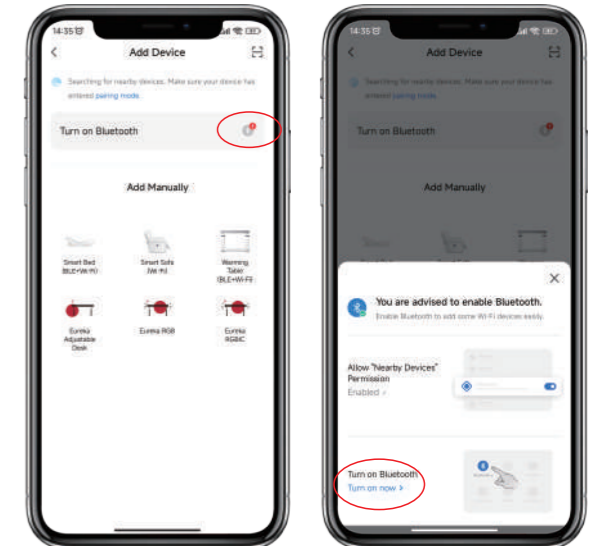 14:35
Add Device
Searching for nearby devices. Make sure your device has
entered pairing mode.
Turn on Bluetooth
Add Manually
Smart Bed
(BLE+Wi-Fi)
Smart Sofa
(Wi-Fi)
Warming
Table
(BLE+Wi-Fi)
Eureka
Adjustable
Desk
Eureka RGB
Eureka
RGBIC
14:35
Add Device
Searching for nearby devices. Make sure your device has
entered pairing mode.
Turn on Bluetooth
Add Manually
You are advised to enable Bluetooth.
Enable Bluetooth to add some Wi-Fi devices easily.
Allow "Nearby Devices"
Permission
Enabled
Turn on Bluetooth
Turn on now >